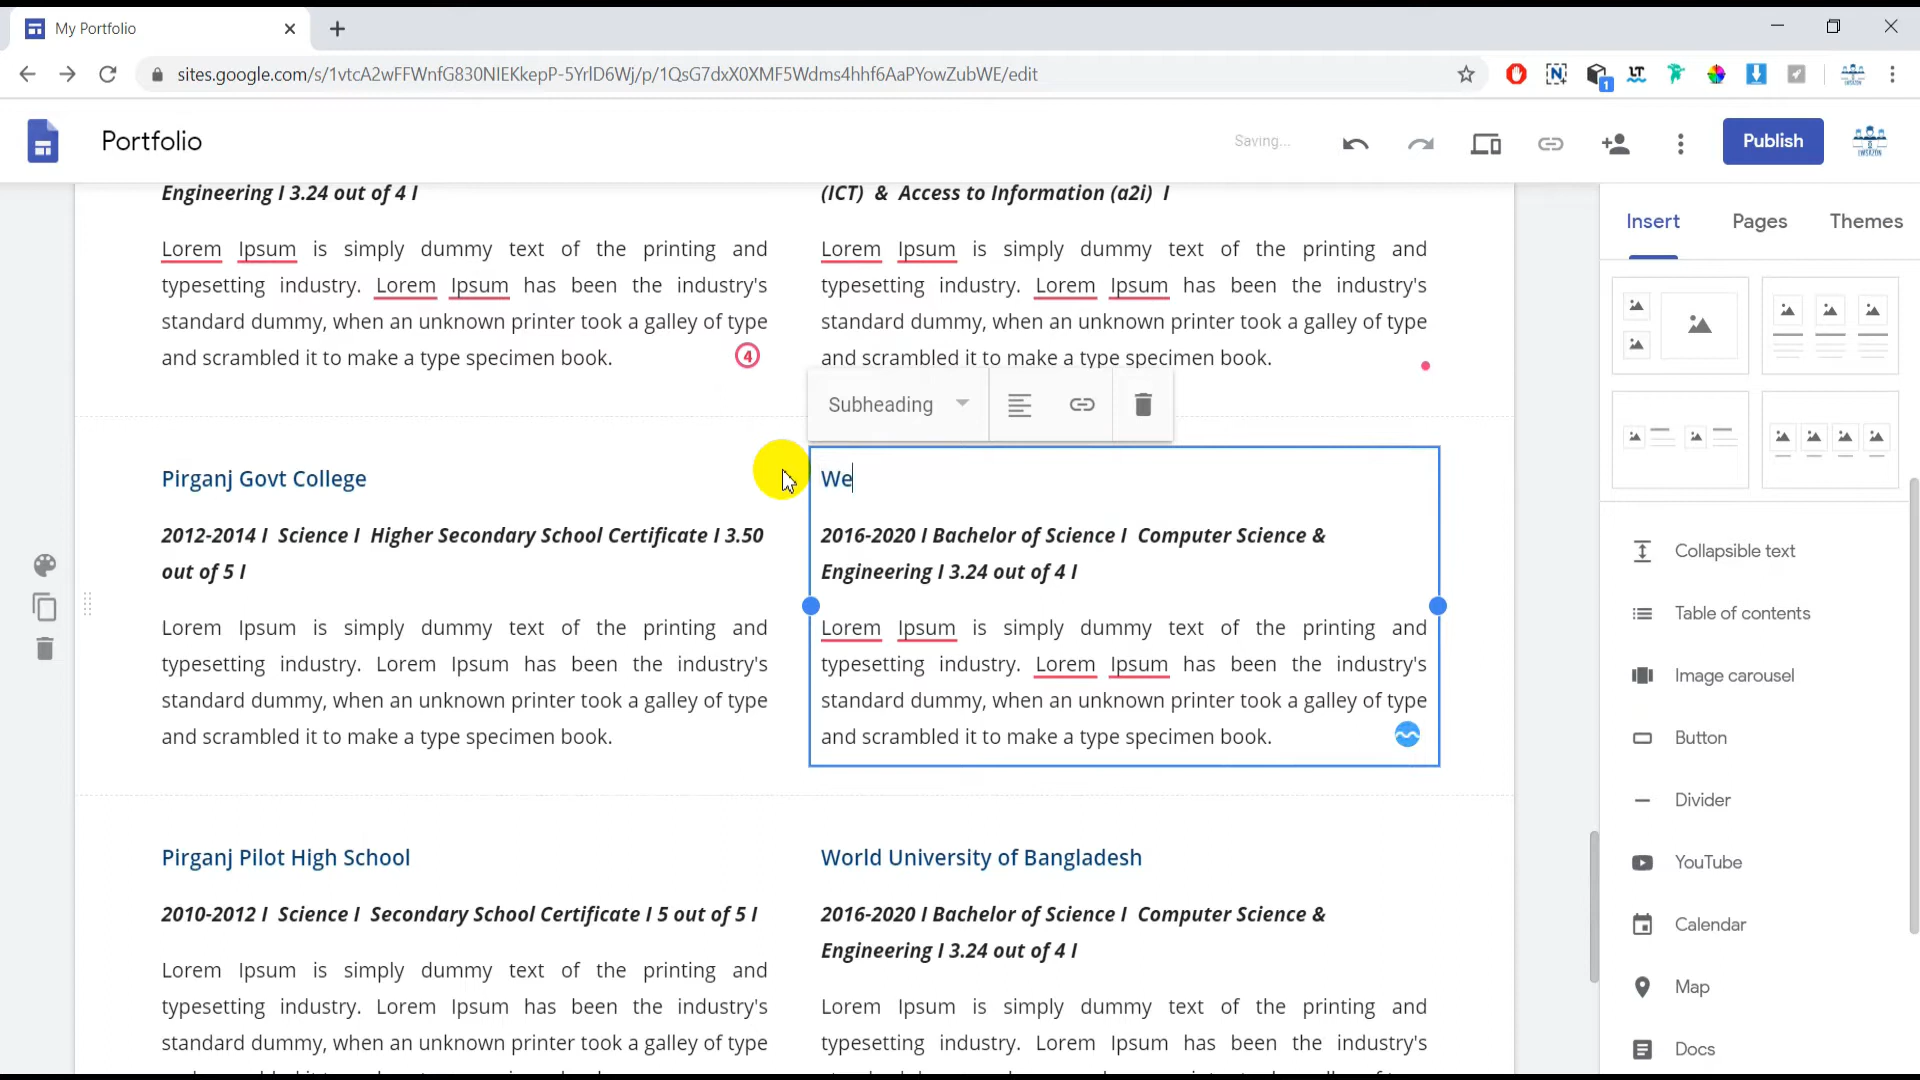 My Portfolio
sites.google.com/s/1vtcA2wFFWnfG830NIEKkepP-5YrlD6Wj/p/1QsG7dxX0XMF5Wdms4hhf6AaPYowZubWE/edit
1
Portfolio
Saving...
Publish
Insert
Pages
Themes
Engineering I 3.24 out of 4 I
Lorem Ipsum is simply dummy text of the printing and
typesetting industry. Lorem Ipsum has been the industry's
standard dummy, when an unknown printer took a galley of type
and scrambled it to make a type specimen book.
4
(ICT) & Access to Information (a2i) I
Lorem Ipsum is simply dummy text of the printing and
typesetting industry. Lorem Ipsum has been the industry's
standard dummy, when an unknown printer took a galley of type
and scrambled it to make a type specimen book.
Subheading
Pirganj Govt College
2012-2014 I Science I Higher Secondary School Certificate I 3.50
out of 5 I
Lorem Ipsum is simply dummy text of the printing and
typesetting industry. Lorem Ipsum has been the industry's
standard dummy, when an unknown printer took a galley of type
and scrambled it to make a type specimen book.
We
2016-2020 I Bachelor of Science I Computer Science &
Engineering I 3.24 out of 4 I
Lorem Ipsum is simply dummy text of the printing and
typesetting industry. Lorem Ipsum has been the industry's
standard dummy, when an unknown printer took a galley of type
and scrambled it to make a type specimen book.
Pirganj Pilot High School
2010-2012 I Science I Secondary School Certificate I 5 out of 5 I
Lorem Ipsum is simply dummy text of the printing and
typesetting industry. Lorem Ipsum has been the industry's
standard dummy, when an unknown printer took a galley of type
World University of Bangladesh
2016-2020 I Bachelor of Science I Computer Science &
Engineering I 3.24 out of 4 I
Lorem Ipsum is simply dummy text of the printing and
typesetting industry. Lorem Ipsum has been the industry's
Collapsible text
Table of contents
Image carousel
Button
Divider
YouTube
Calendar
Map
Docs